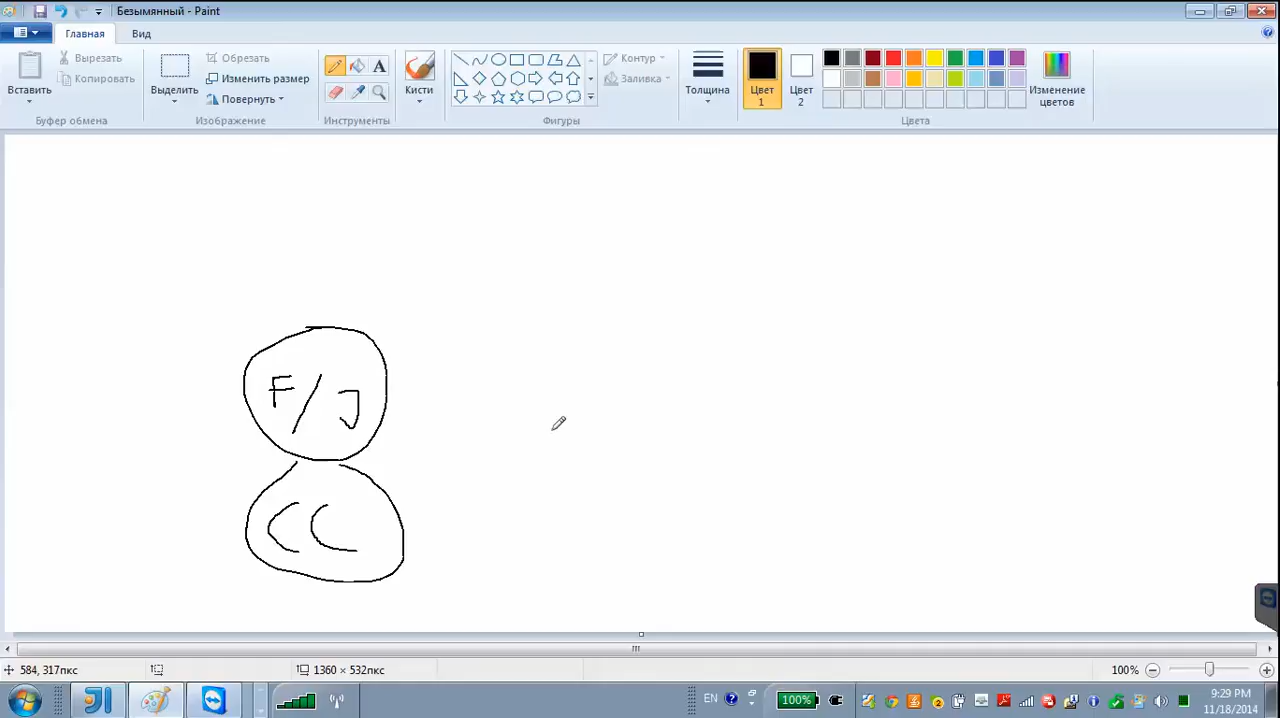 Безымянный - Paint
Главная Вид
Вставить
Вырезать
Копировать
Буфер обмена
Выделить
Обрезать
Изменить размер
Повернуть
Изображение
A
Инструменты
Кисти
Фигуры
Контур
Заливка
Толщина
Цвет 1
Цвет 2
Изменение цветов
Цвета
F/J
CC
584, 317пкс
1360 × 532пкс
100%
EN
100%
9:29 PM
11/18/2014